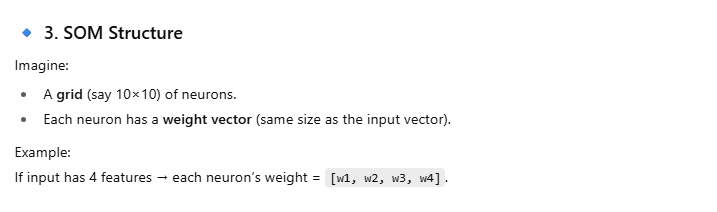 3. SOM Structure
Imagine:
• A grid (say 10×10) of neurons.
• Each neuron has a weight vector (same size as the input vector).
Example:
If input has 4 features → each neuron's weight = [w1, w2, w3, w4].